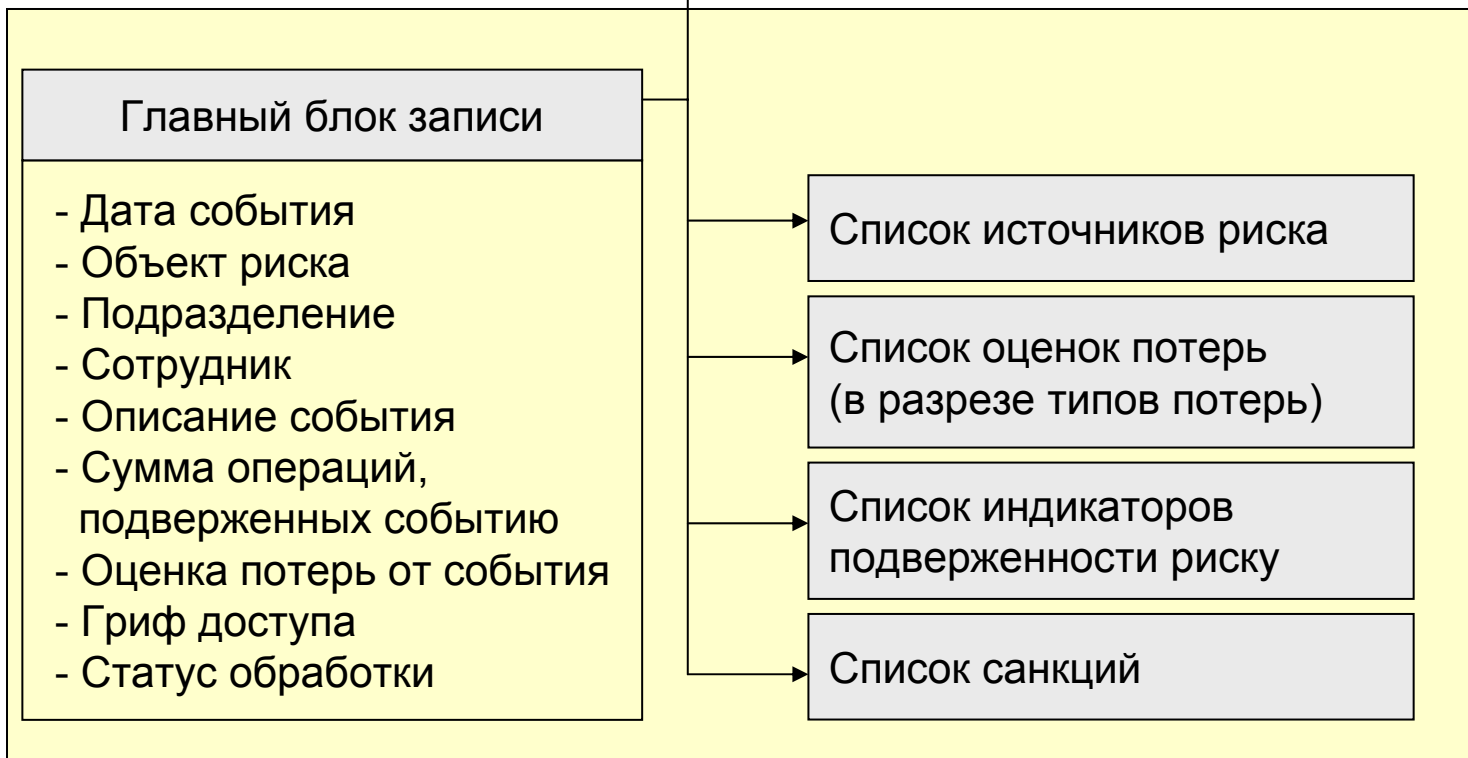 Главный блок записи
- Дата события
- Объект риска
- Подразделение
- Сотрудник
- Описание события
- Сумма операций,
подверженных событию
- Оценка потерь от события
- Гриф доступа
- Статус обработки
Список источников риска
Список оценок потерь
(в разрезе типов потерь)
Список индикаторов
подверженности риску
Список санкций